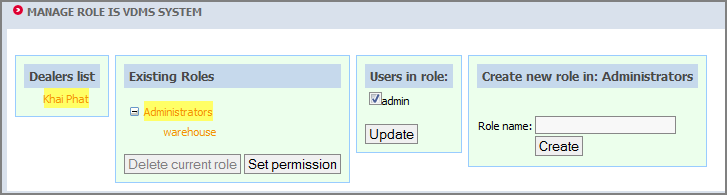 MANAGE ROLE IS VDMS SYSTEM
Dealers list
Khai Phat
Existing Roles
Administrators
warehouse
Delete current role
Set permission
Users in role:
admin
Update
Create new role in: Administrators
Role name:
Create